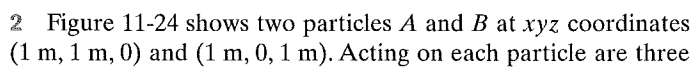 2 Figure 11-24 shows two particles A and B at xyz coordinates
(1 m, 1 m, 0) and (1 m, 0, 1 m). Acting on each particle are three